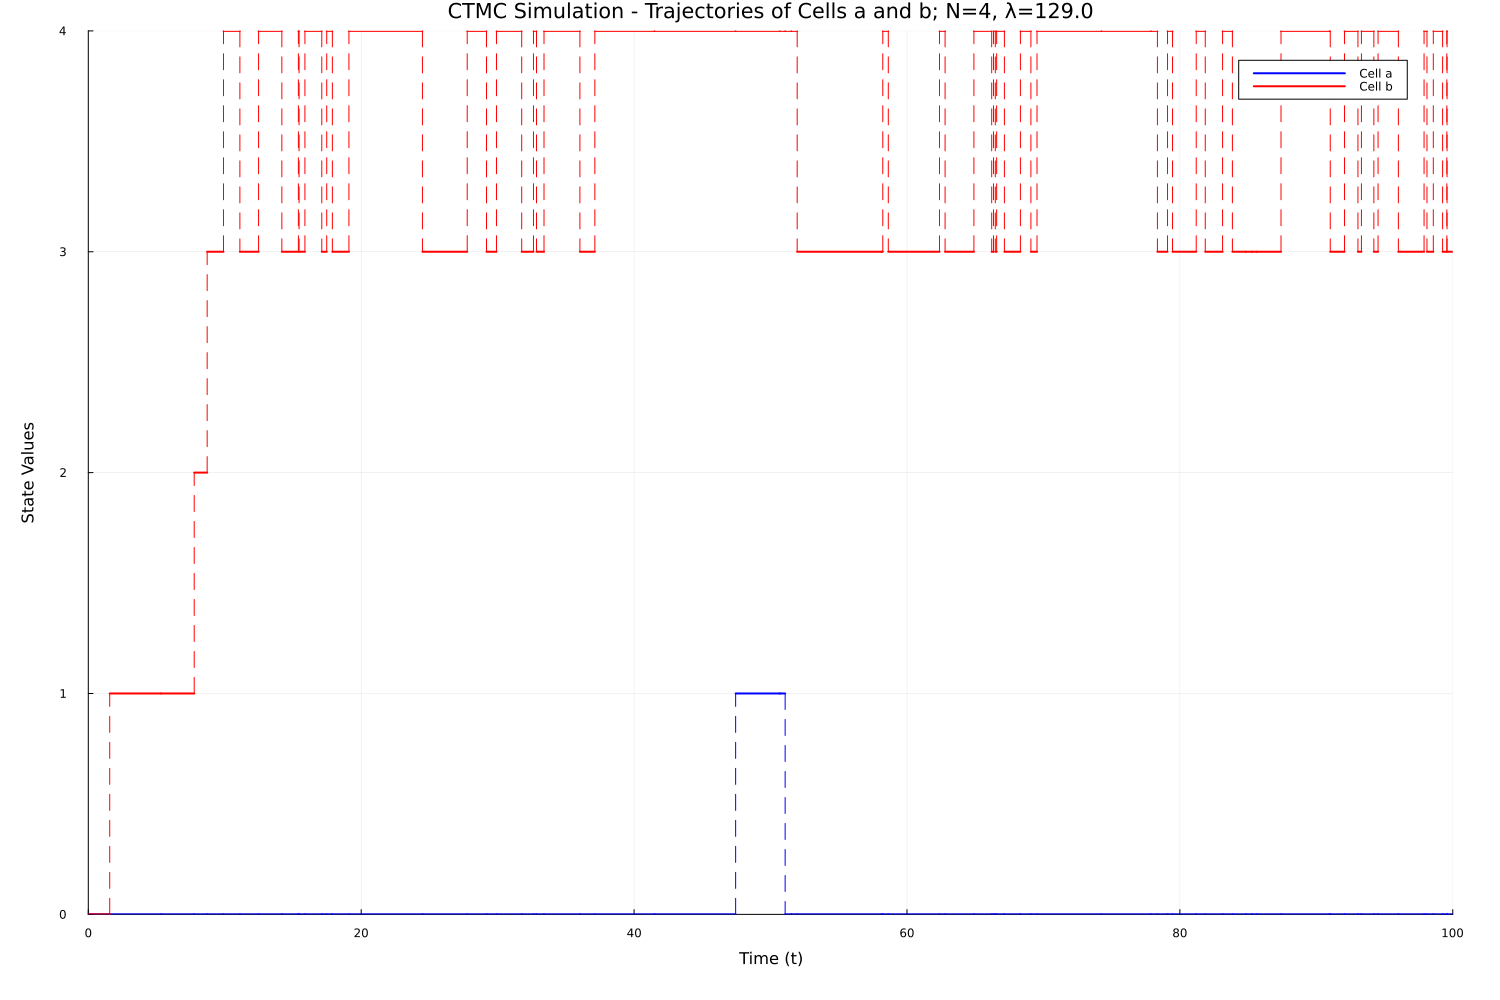 CTMC Simulation - Trajectories of Cells a and b; N=4, λ=129.0
4
Cell a
Cell b
3
State Values
2
1
0
0 20 40 60 80 100
Time (t)